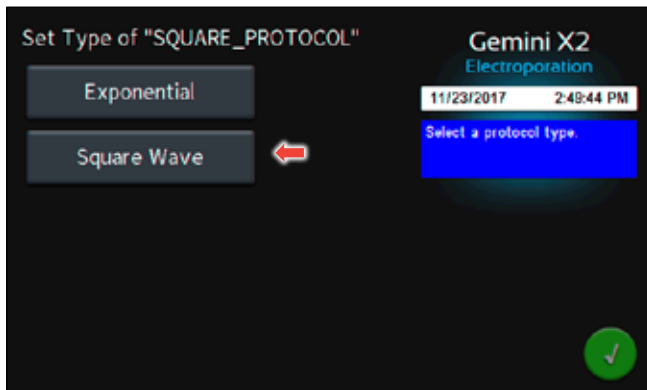 Set Type of "SQUARE_PROTOCOL"
Exponential
Square Wave
Gemini X2
Electroporation
11/23/2017 2:49:44 PM
Select a protocol type.